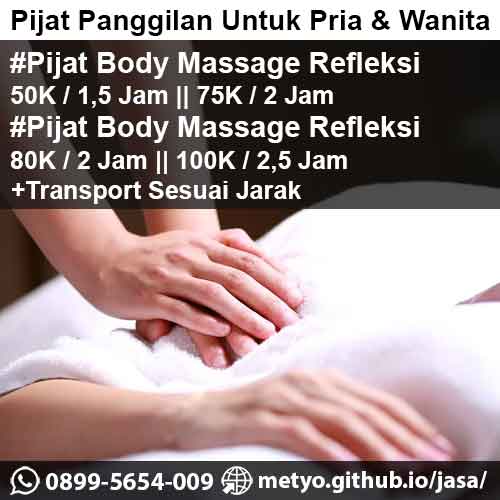 Pijat Panggilan Untuk Pria & Wanita
#Pijat Body Massage Refleksi
50K / 1,5 Jam || 75K / 2 Jam
#Pijat Body Massage Refleksi
80K / 2 Jam || 100K / 2,5 Jam
+Transport Sesuai Jarak
0899-5654-009 metyo.github.io/jasa/